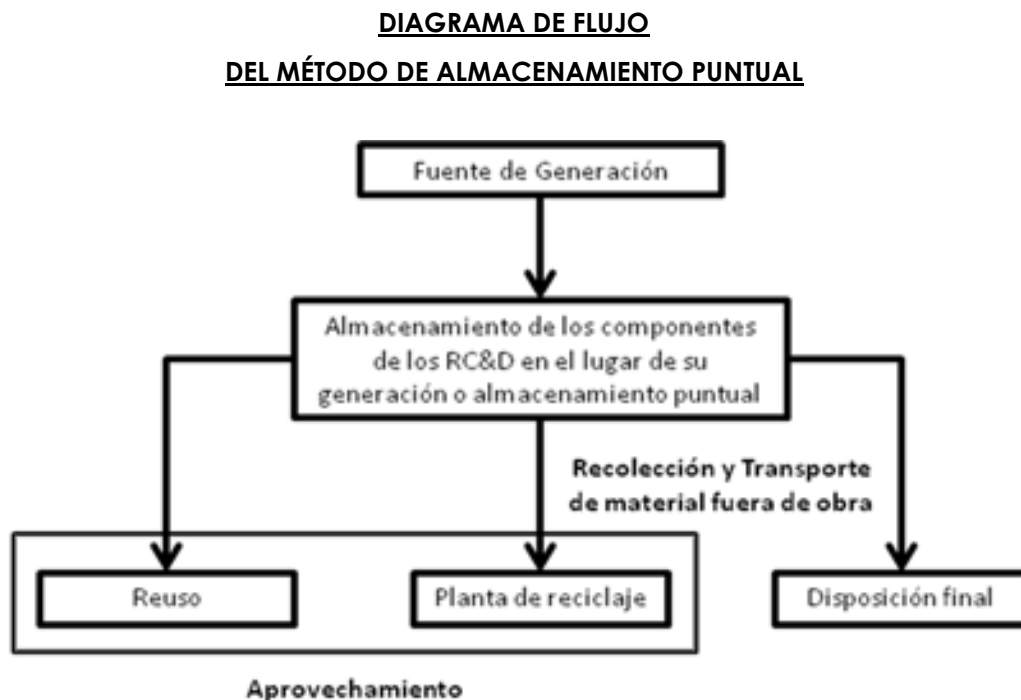 DIAGRAMA DE FLUJO
DEL MÉTODO DE ALMACENAMIENTO PUNTUAL
Fuente de Generación
Almacenamiento de los componentes
de los RC&D en el lugar de su
generación o almacenamiento puntual
Recolección y Transporte
de material fuera de obra
Reuso
Planta de reciclaje
Disposición final
Aprovechamiento